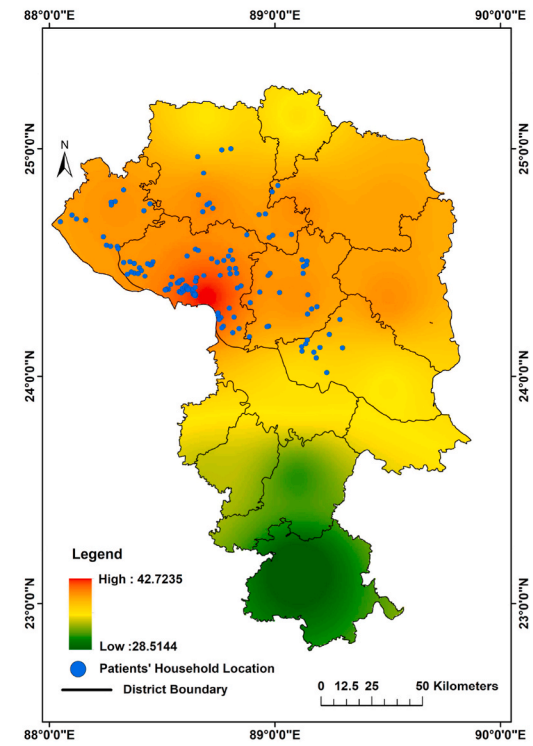 88°0'0"E 89°0'0"E 90°0'0"E
N
25°0'0"N 25°0'0"N
24°0'0"N 24°0'0"N
23°0'0"N 23°0'0"N
Legend
High : 42.7235
Low :28.5144
Patients' Household Location
District Boundary
0 12.5 25 50 Kilometers
88°0'0"E 89°0'0"E 90°0'0"E